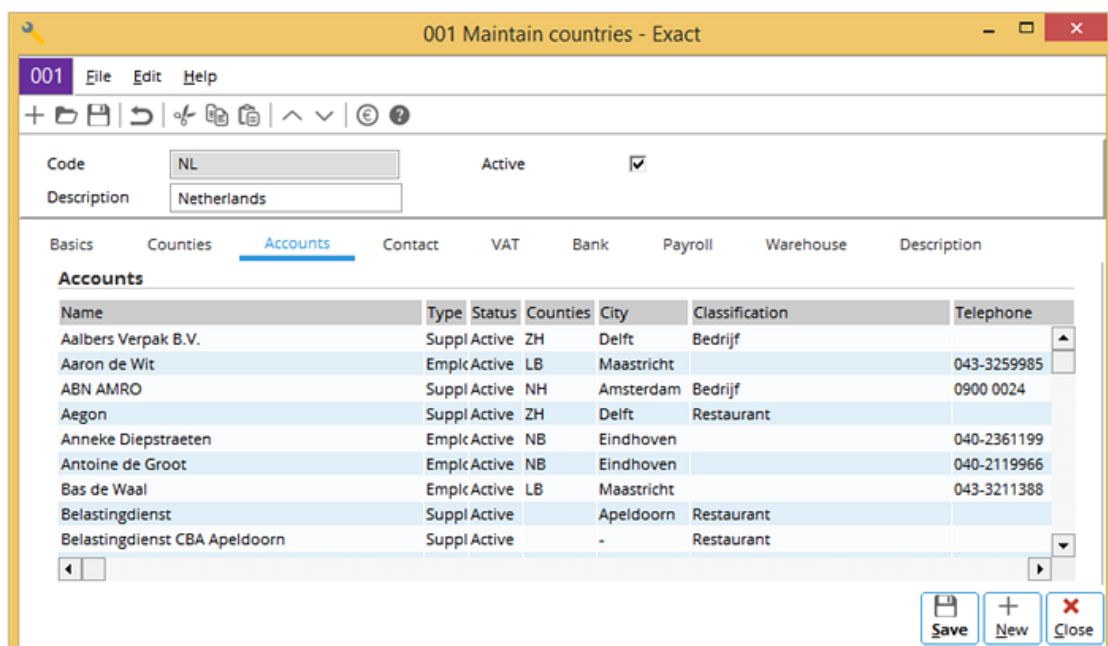 001 Maintain countries - Exact
001 File Edit Help
Code NL Active
Description Netherlands
Basics Counties Accounts Contact VAT Bank Payroll Warehouse Description
Accounts
Name Type Status Counties City Classification Telephone
Aalbers Verpak B.V. Suppl Active ZH Delft Bedrijf
Aaron de Wit Emplc Active LB Maastricht 043-3259985
ABN AMRO Suppl Active NH Amsterdam Bedrijf 0900 0024
Aegon Suppl Active ZH Delft Restaurant
Anneke Diepstraeten Emplc Active NB Eindhoven 040-2361199
Antoine de Groot Emplc Active NB Eindhoven 040-2119966
Bas de Waal Emplc Active LB Maastricht 043-3211388
Belastingdienst Suppl Active Apeldoorn Restaurant
Belastingdienst CBA Apeldoorn Suppl Active - Restaurant
Save New Close